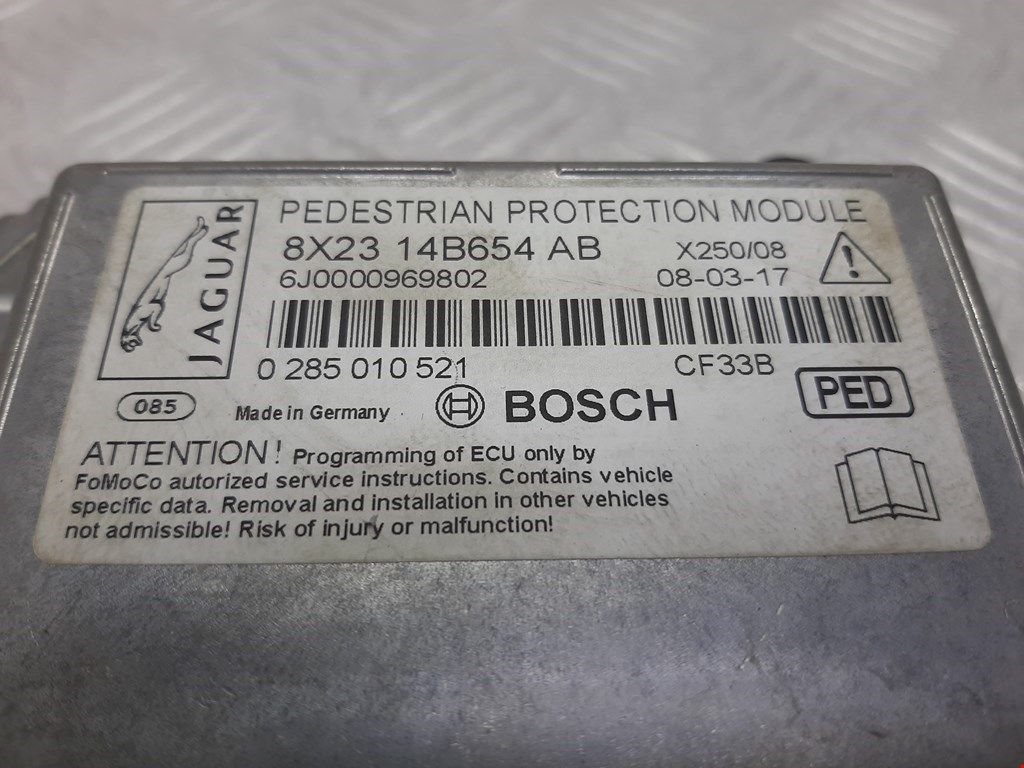 JAGUAR
PEDESTRIAN PROTECTION MODULE
8X23 14B654 AB
X250/08
6J0000969802
08-03-17
0 285 010 521
CF33B
085
Made in Germany
BOSCH
PED
ATTENTION! Programming of ECU only by
FoMoCo autorized service instructions. Contains vehicle
specific data. Removal and installation in other vehicles
not admissible! Risk of injury or malfunction!